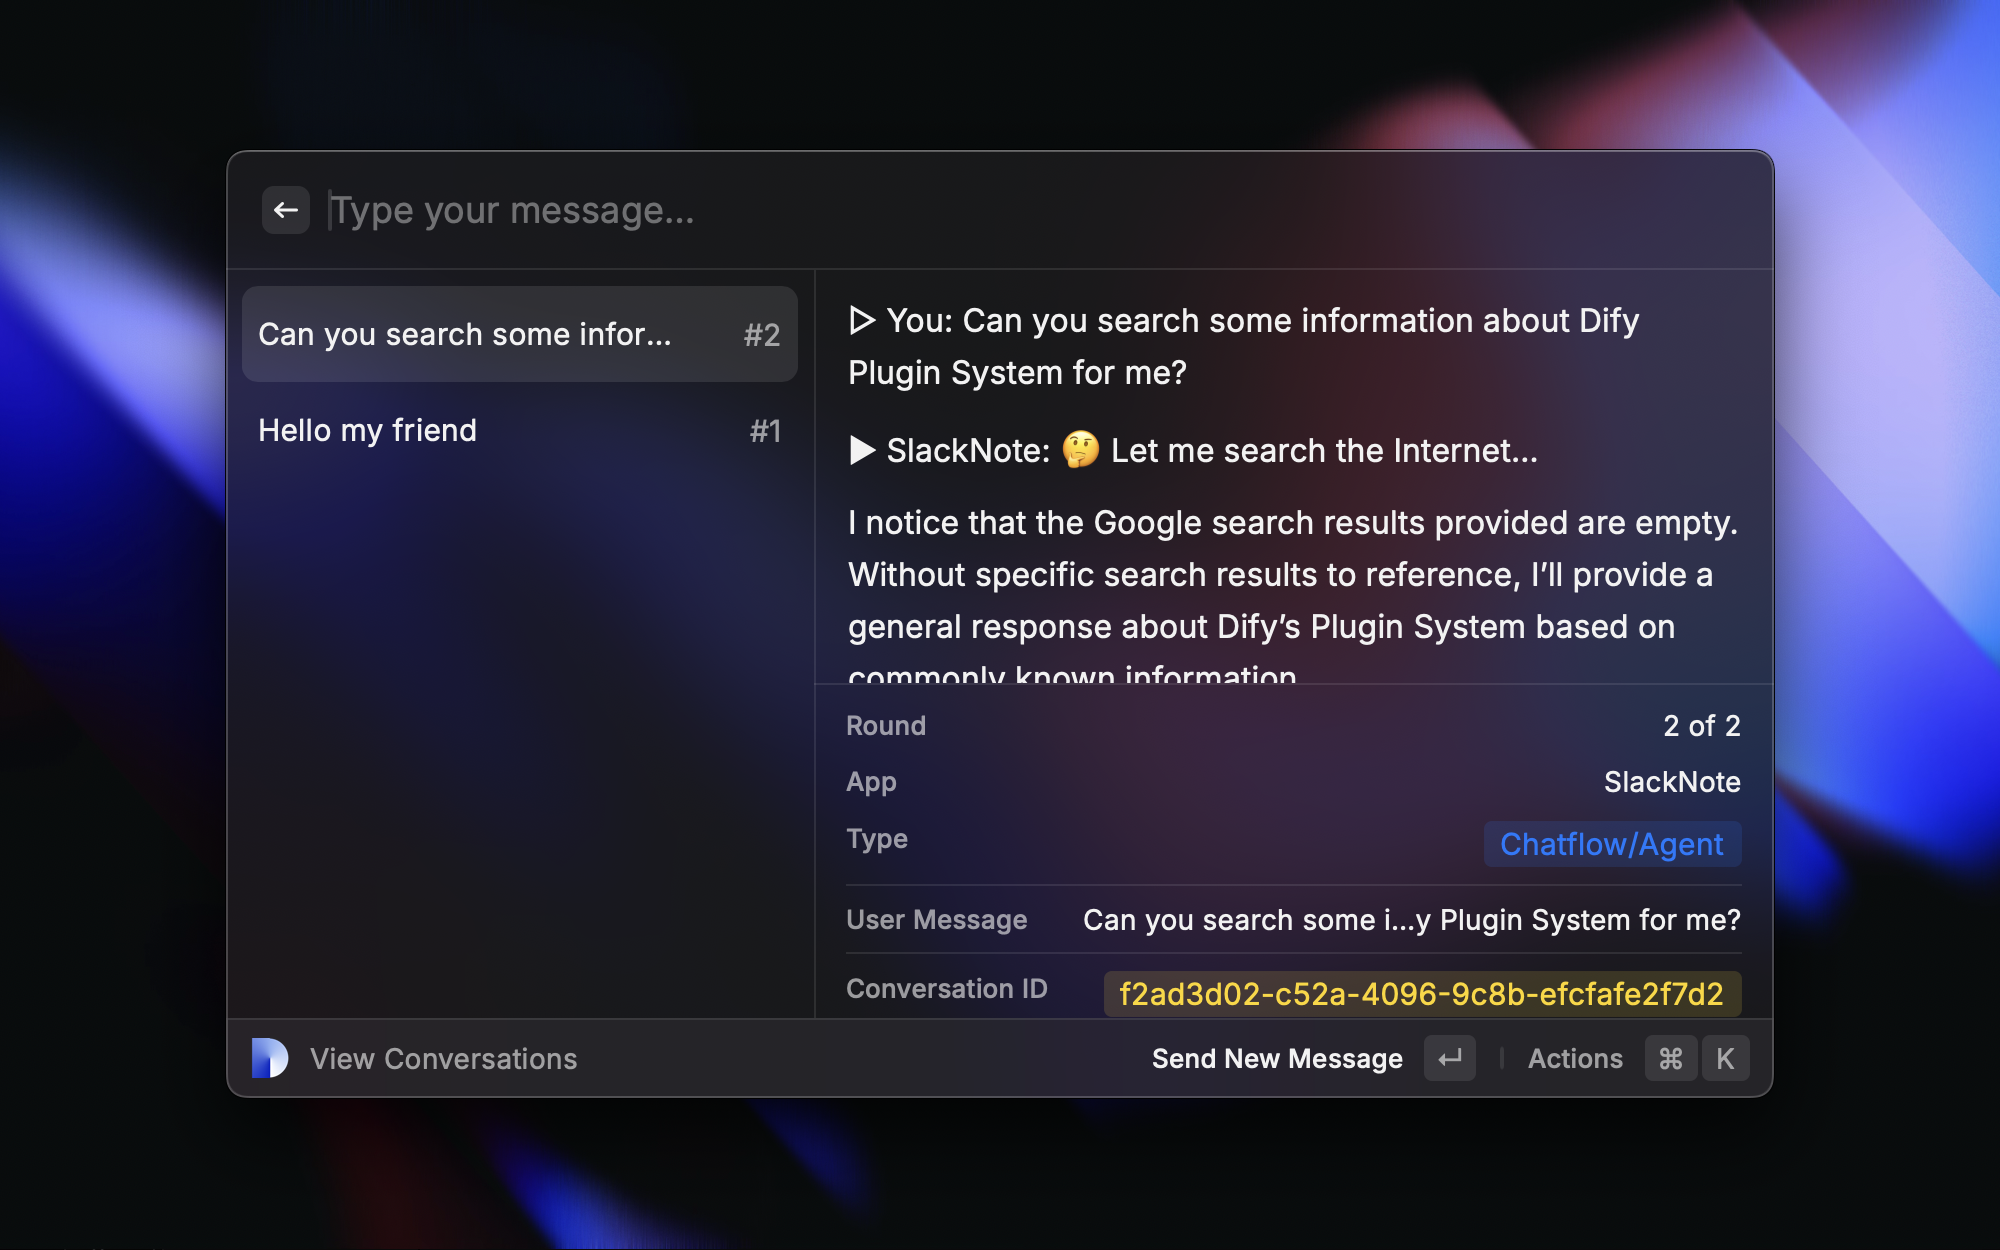 Type your message...
Can you search some infor... #2
Hello my friend #1
▷ You: Can you search some information about Dify
Plugin System for me?
▶ SlackNote: 🤔 Let me search the Internet...
I notice that the Google search results provided are empty.
Without specific search results to reference, I'll provide a
general response about Dify's Plugin System based on
commonly known information
Round 2 of 2
App SlackNote
Type Chatflow/Agent
User Message Can you search some i...y Plugin System for me?
Conversation ID f2ad3d02-c52a-4096-9c8b-efcfafe2f7d2
View Conversations Send New Message ↵ Actions ⌘ K